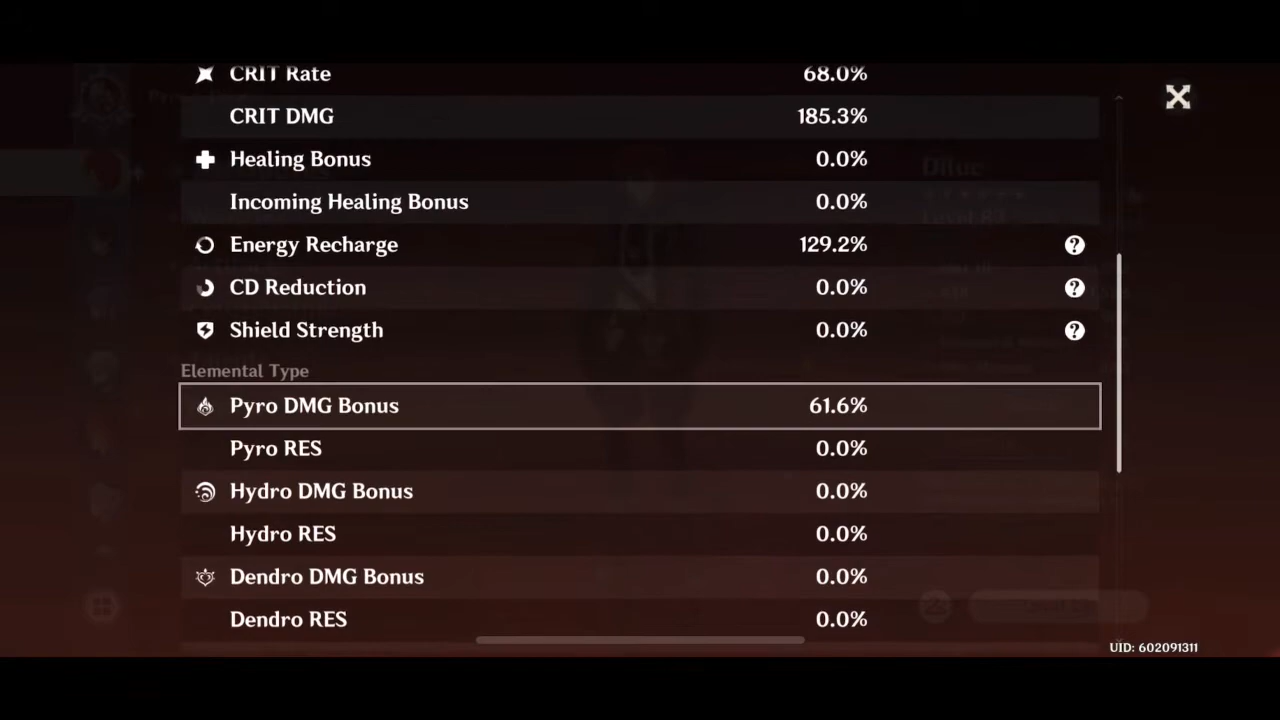 CRIT Rate 68.0%
CRIT DMG 185.3%
Healing Bonus 0.0%
Incoming Healing Bonus 0.0%
Energy Recharge 129.2%
CD Reduction 0.0%
Shield Strength 0.0%
Elemental Type
Pyro DMG Bonus 61.6%
Pyro RES 0.0%
Hydro DMG Bonus 0.0%
Hydro RES 0.0%
Dendro DMG Bonus 0.0%
Dendro RES 0.0%
Diluc
UID: 602091311